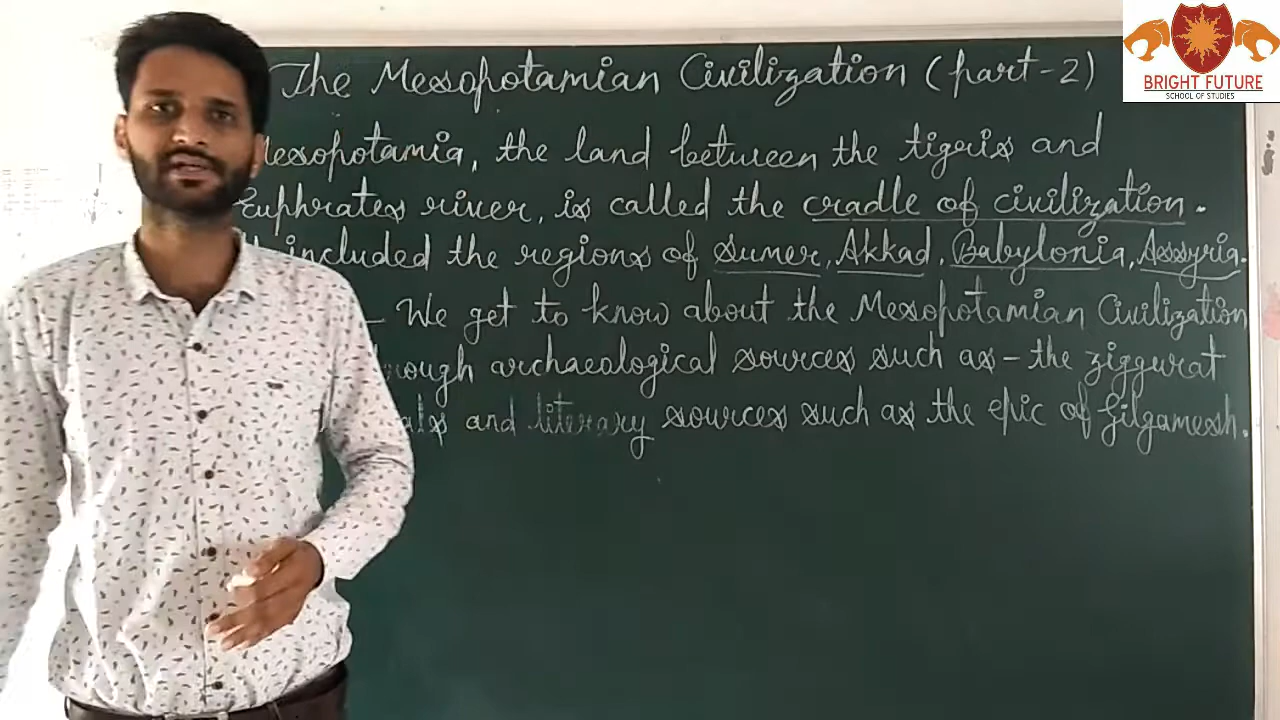 The Mesopotamian Civilization (part-2)
Mesopotamia, the land between the tigris and
Euphrates river, is called the cradle of civilization.
included the regions of Sumer, Akkad, Babylonia, Assyria.
— We get to know about the Mesopotamian Civilization
rough archaeological sources such as - the ziggurat
als and literary sources such as the epic of Gilgamesh.
BRIGHT FUTURE
SCHOOL OF STUDIES